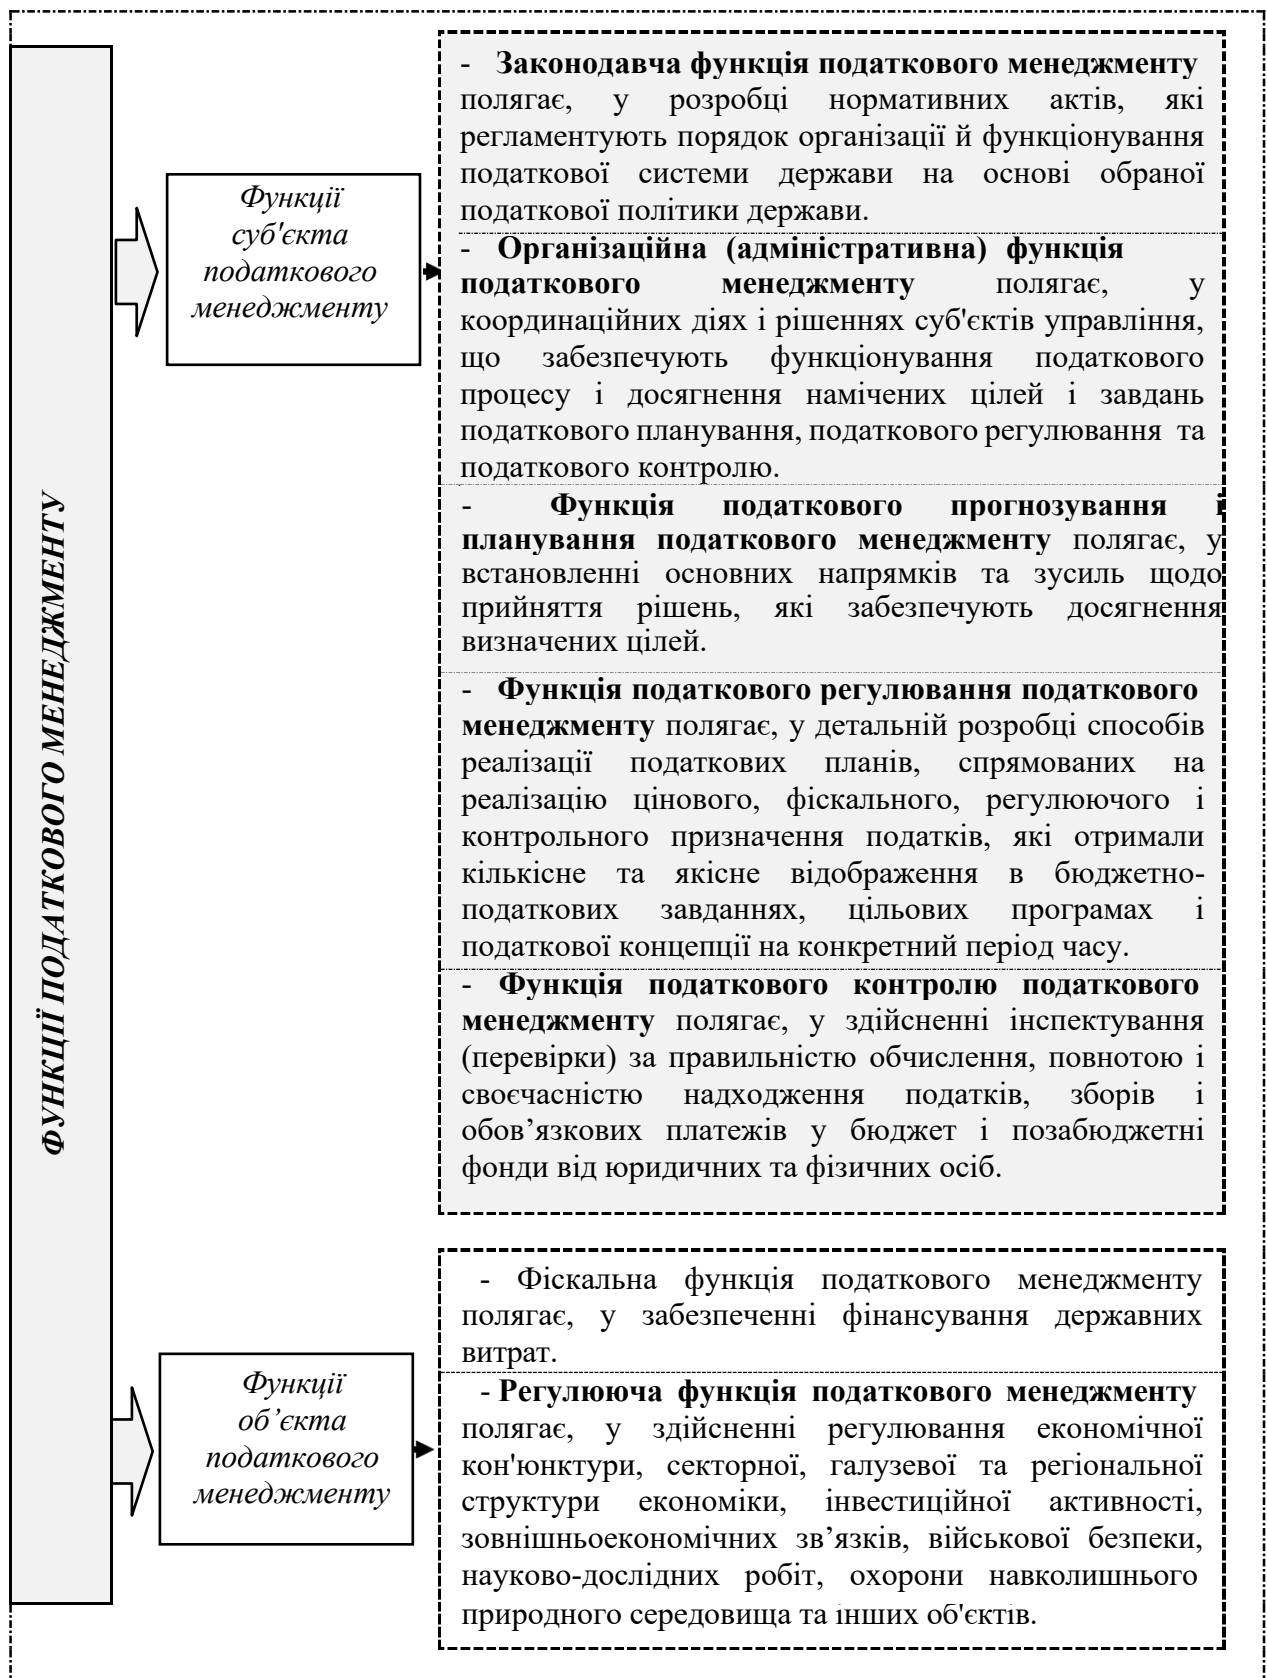 ФУНКЦІЇ ПОДАТКОВОГО МЕНЕДЖМЕНТУ
Функції
суб'єкта
податкового
менеджменту
- Законодавча функція податкового менеджменту
полягає, у розробці нормативних актів, які
регламентують порядок організації й функціонування
податкової системи держави на основі обраної
податкової політики держави.
- Організаційна (адміністративна) функція
податкового менеджменту полягає, у
координаційних діях і рішеннях суб'єктів управління,
що забезпечують функціонування податкового
процесу і досягнення намічених цілей і завдань
податкового планування, податкового регулювання та
податкового контролю.
- Функція податкового прогнозування і
планування податкового менеджменту полягає, у
встановленні основних напрямків та зусиль щодо
прийняття рішень, які забезпечують досягнення
визначених цілей.
- Функція податкового регулювання податкового
менеджменту полягає, у детальній розробці способів
реалізації податкових планів, спрямованих на
реалізацію цінового, фіскального, регулюючого і
контрольного призначення податків, які отримали
кількісне та якісне відображення в бюджетно-
податкових завданнях, цільових програмах і
податкової концепції на конкретний період часу.
- Функція податкового контролю податкового
менеджменту полягає, у здійсненні інспектування
(перевірки) за правильністю обчислення, повнотою і
своєчасністю надходження податків, зборів і
обов’язкових платежів у бюджет і позабюджетні
фонди від юридичних та фізичних осіб.
Функції
об’єкта
податкового
менеджменту
- Фіскальна функція податкового менеджменту
полягає, у забезпеченні фінансування державних
витрат.
- Регулююча функція податкового менеджменту
полягає, у здійсненні регулювання економічної
кон'юнктури, секторної, галузевої та регіональної
структури економіки, інвестиційної активності,
зовнішньоекономічних зв’язків, військової безпеки,
науково-дослідних робіт, охорони навколишнього
природного середовища та інших об'єктів.